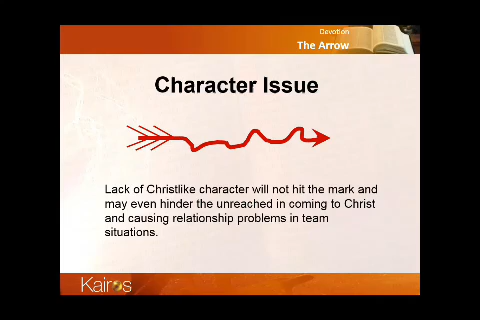 Devotion
The Arrow
Character Issue
Lack of Christlike character will not hit the mark and
may even hinder the unreached in coming to Christ
and causing relationship problems in team
situations.
Kairos